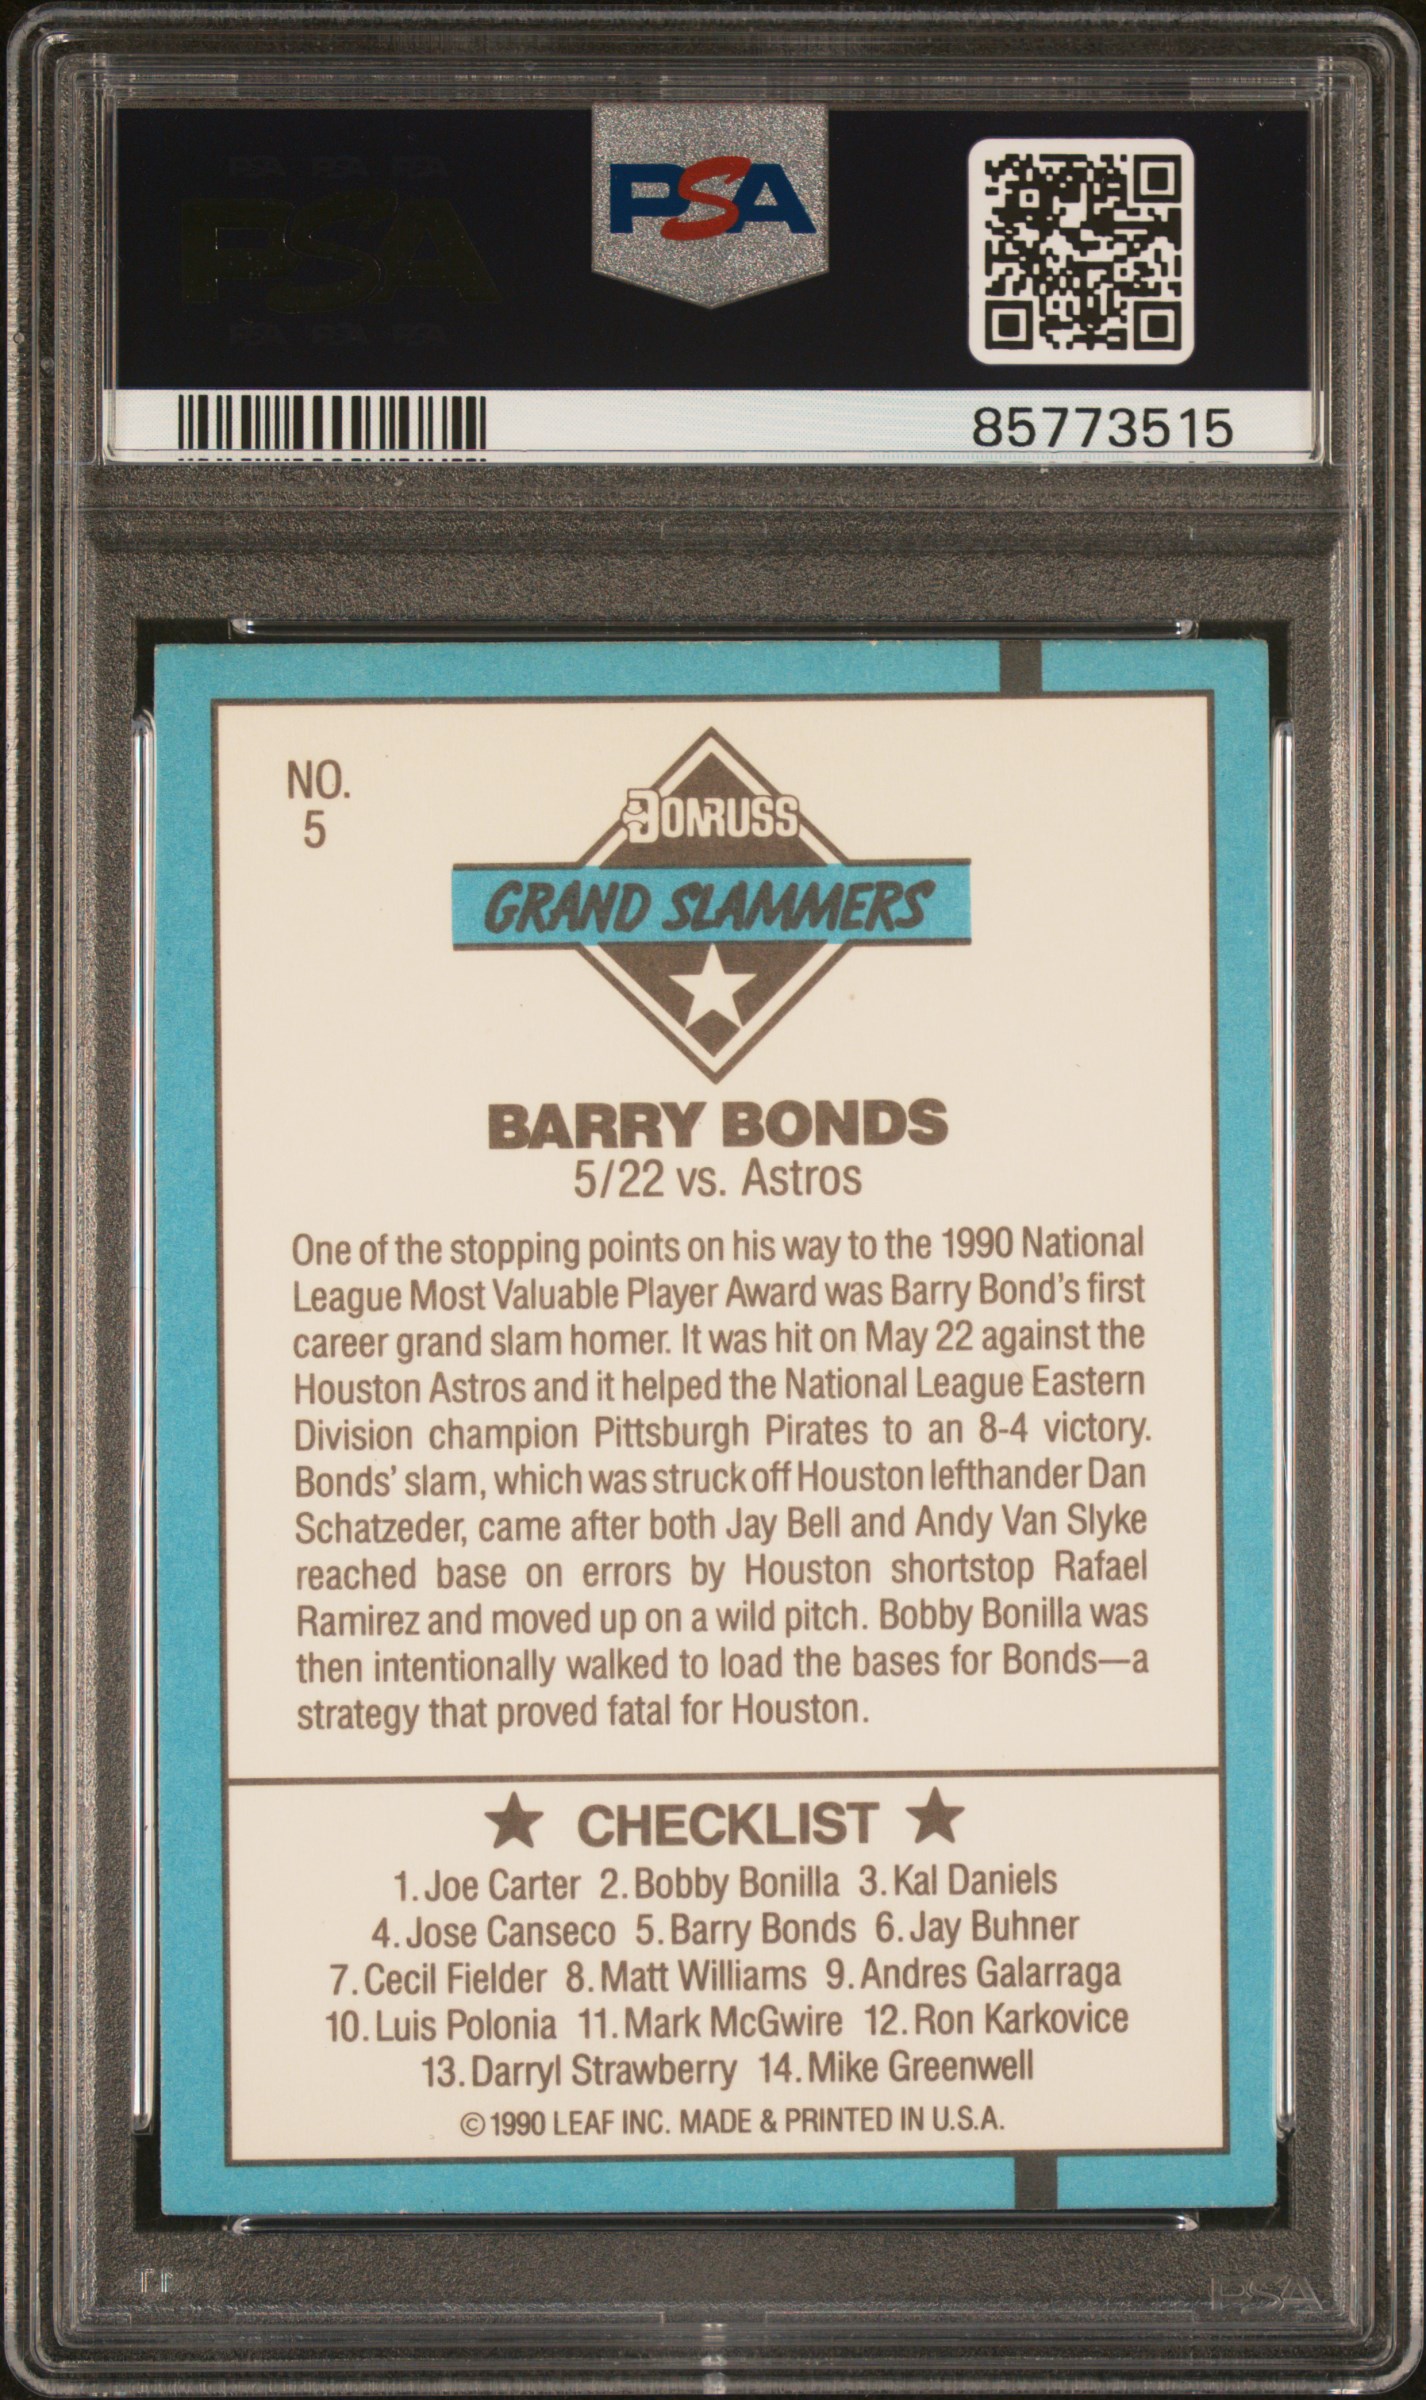 PSA
PSA PSA PSA
PSA
PSA PSA PSA
85773515
NO.
5
DONRUSS
GRAND SLAMMERS
BARRY BONDS
5/22 vs. Astros
One of the stopping points on his way to the 1990 National
League Most Valuable Player Award was Barry Bond's first
career grand slam homer. It was hit on May 22 against the
Houston Astros and it helped the National League Eastern
Division champion Pittsburgh Pirates to an 8-4 victory.
Bonds' slam, which was struck off Houston lefthander Dan
Schatzeder, came after both Jay Bell and Andy Van Slyke
reached base on errors by Houston shortstop Rafael
Ramirez and moved up on a wild pitch. Bobby Bonilla was
then intentionally walked to load the bases for Bonds—a
strategy that proved fatal for Houston.
★ CHECKLIST ★
1. Joe Carter 2. Bobby Bonilla 3. Kal Daniels
4. Jose Canseco 5. Barry Bonds 6. Jay Buhner
7. Cecil Fielder 8. Matt Williams 9. Andres Galarraga
10. Luis Polonia 11. Mark McGwire 12. Ron Karkovice
13. Darryl Strawberry 14. Mike Greenwell
© 1990 LEAF INC. MADE & PRINTED IN U.S.A.
PSA